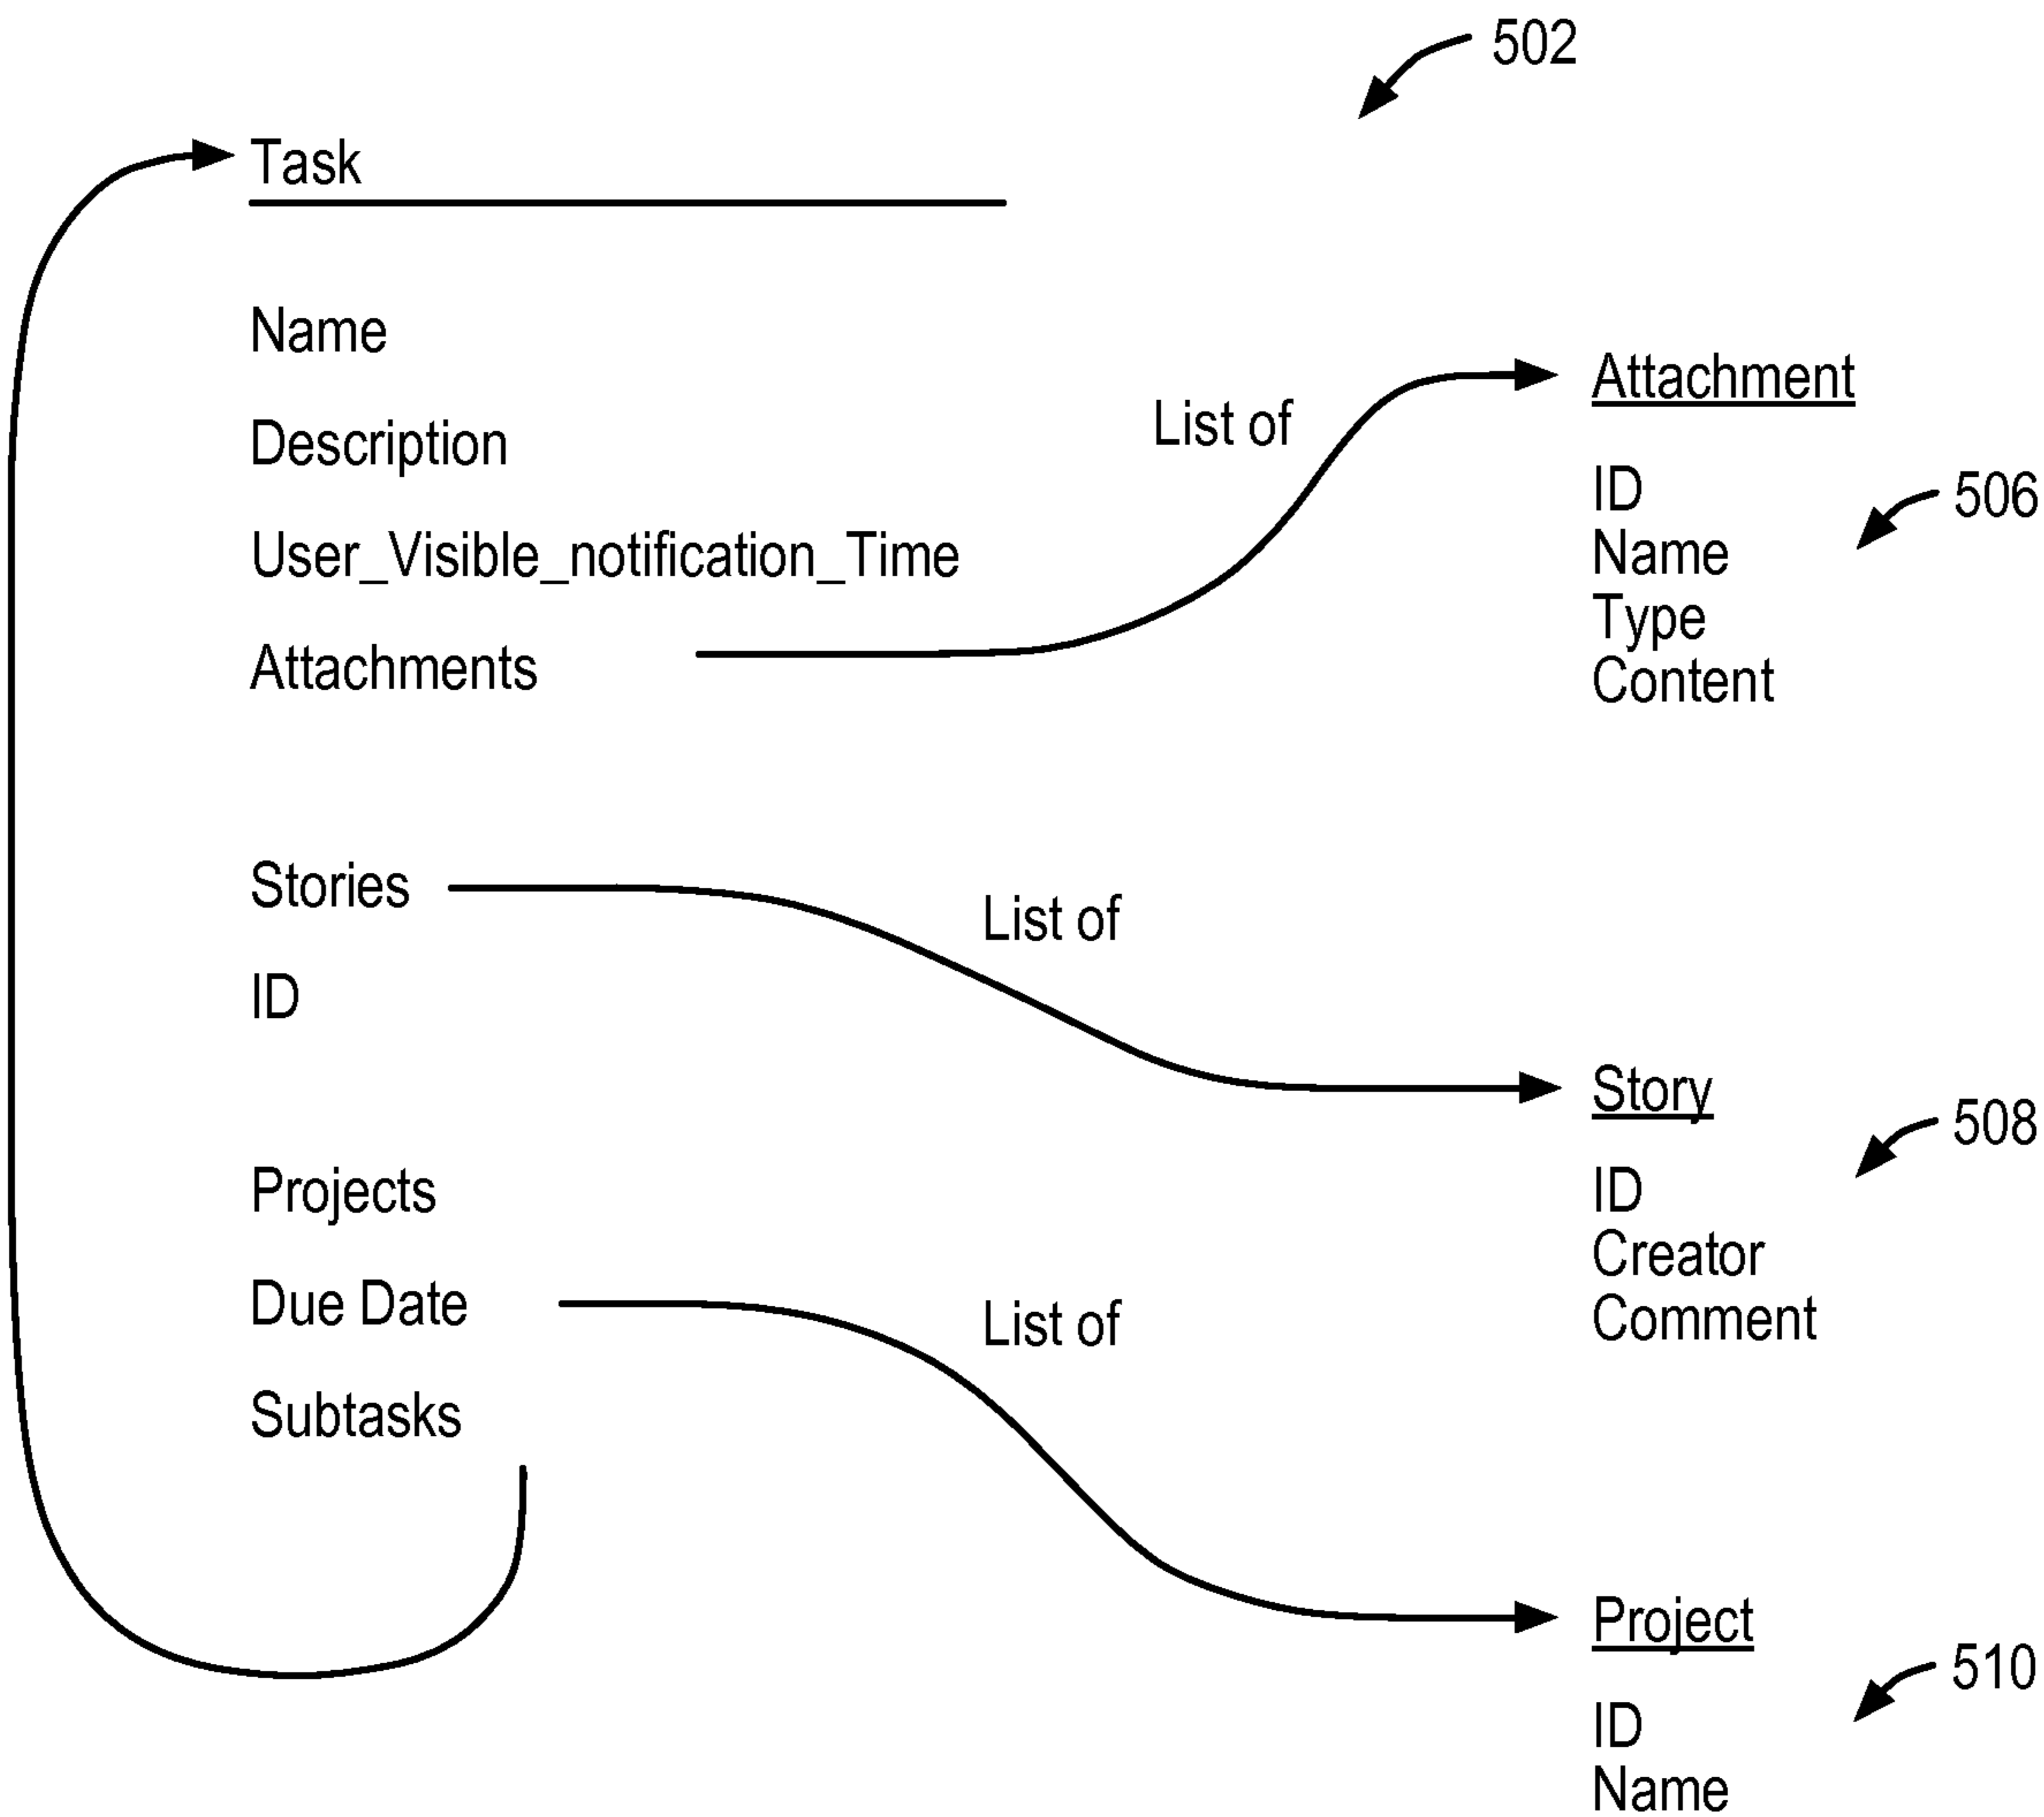 502
Task
Name
Description
User_Visible_notification_Time
Attachments
List of
Attachment
ID
Name
Type
Content
506
Stories
ID
List of
Story
ID
Creator
Comment
508
Projects
Due Date
Subtasks
List of
Project
ID
Name
510